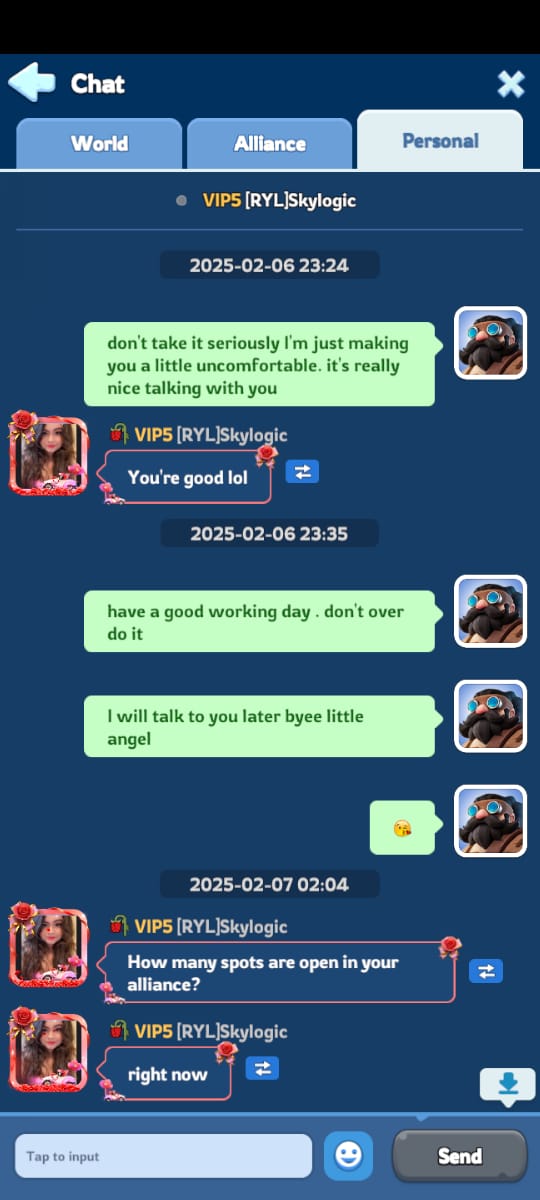 Chat
World
Alliance
Personal
VIP5 [RYL]Skylogic
2025-02-06 23:24
don't take it seriously I'm just making
you a little uncomfortable. it's really
nice talking with you
VIP5 [RYL]Skylogic
You're good lol
2025-02-06 23:35
have a good working day . don't over
do it
I will talk to you later byee little
angel
2025-02-07 02:04
VIP5 [RYL]Skylogic
How many spots are open in your
alliance?
VIP5 [RYL]Skylogic
right now
Tap to input
Send